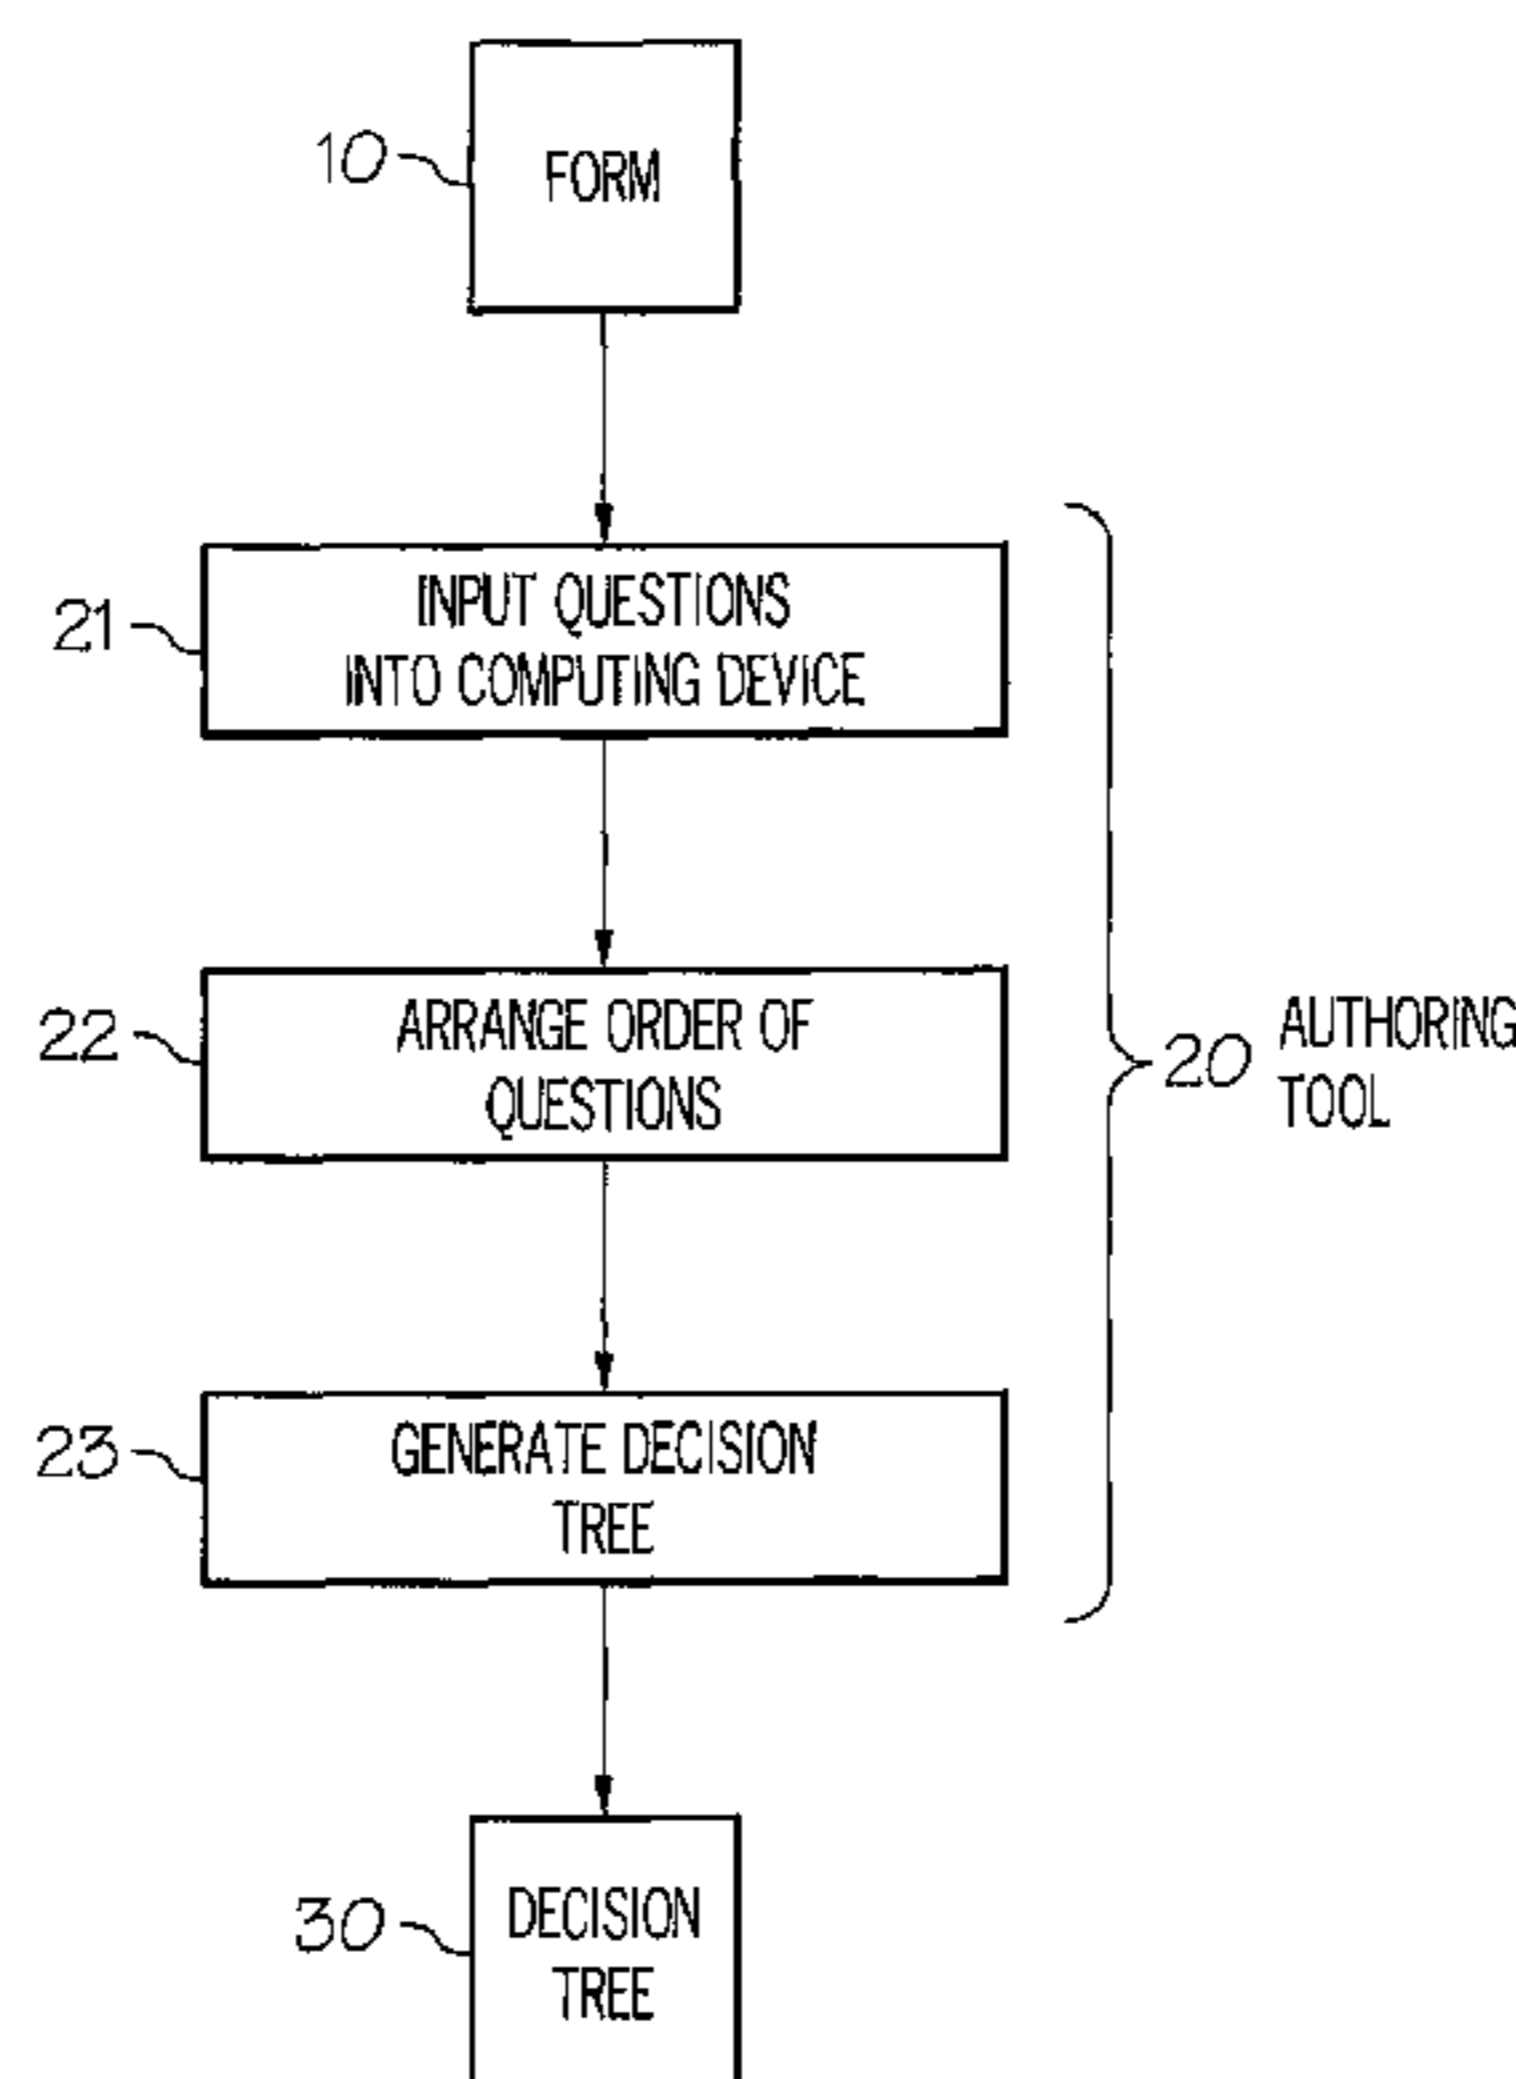 10
FORM
21
INPUT QUESTIONS
INTO COMPUTING DEVICE
22
ARRANGE ORDER OF
QUESTIONS
20
AUTHORING
TOOL
23
GENERATE DECISION
TREE
30
DECISION
TREE